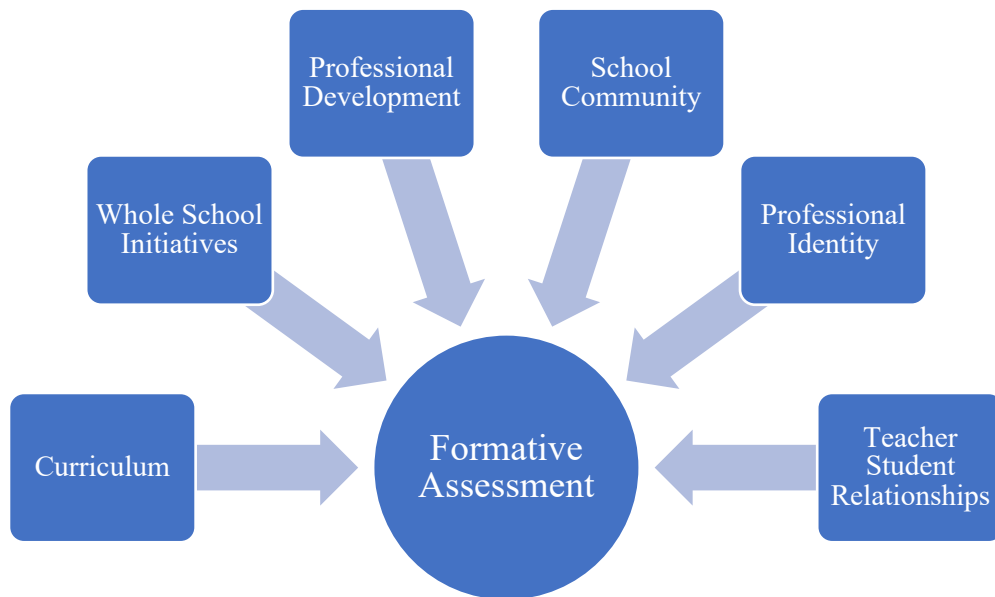 Professional
Development
School
Community
Whole School
Initiatives
Professional
Identity
Curriculum
Formative
Assessment
Teacher
Student
Relationships